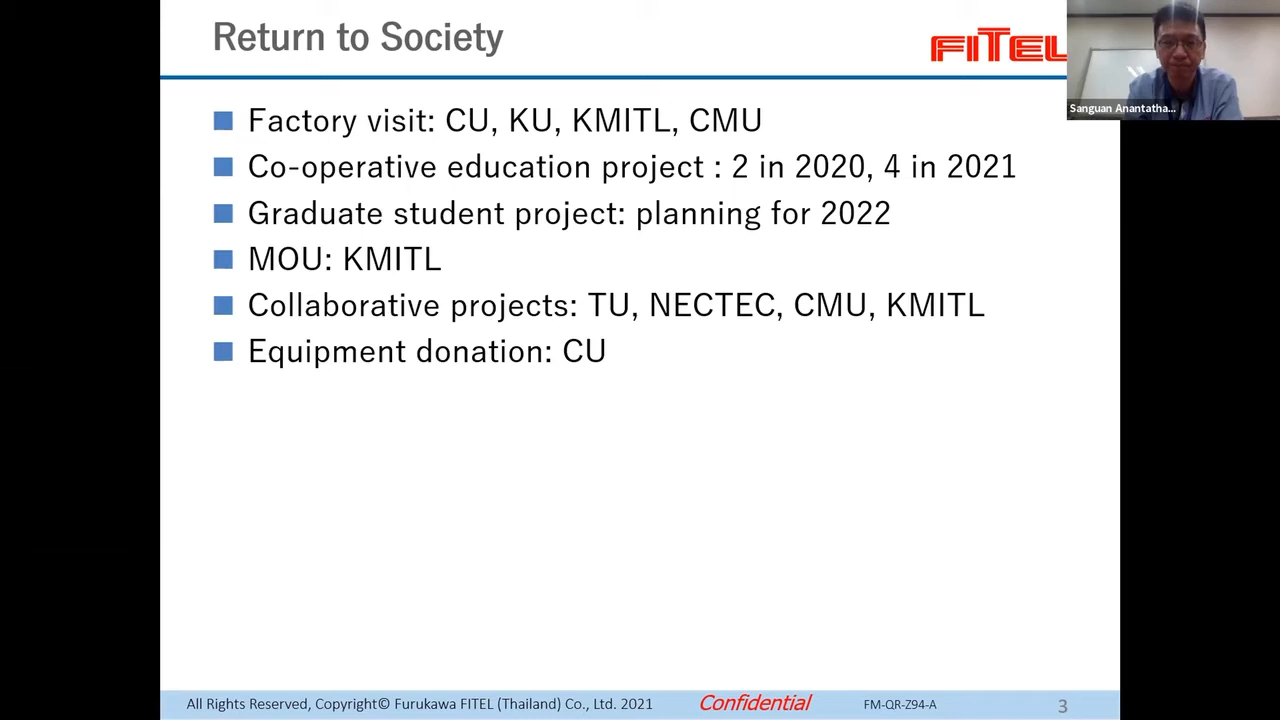 Return to Society
FITEL
Sanguan Anantatha...
■ Factory visit: CU, KU, KMITL, CMU
■ Co-operative education project : 2 in 2020, 4 in 2021
■ Graduate student project: planning for 2022
■ MOU: KMITL
■ Collaborative projects: TU, NECTEC, CMU, KMITL
■ Equipment donation: CU
All Rights Reserved, Copyright© Furukawa FITEL (Thailand) Co., Ltd. 2021 Confidential FM-QR-Z94-A 3